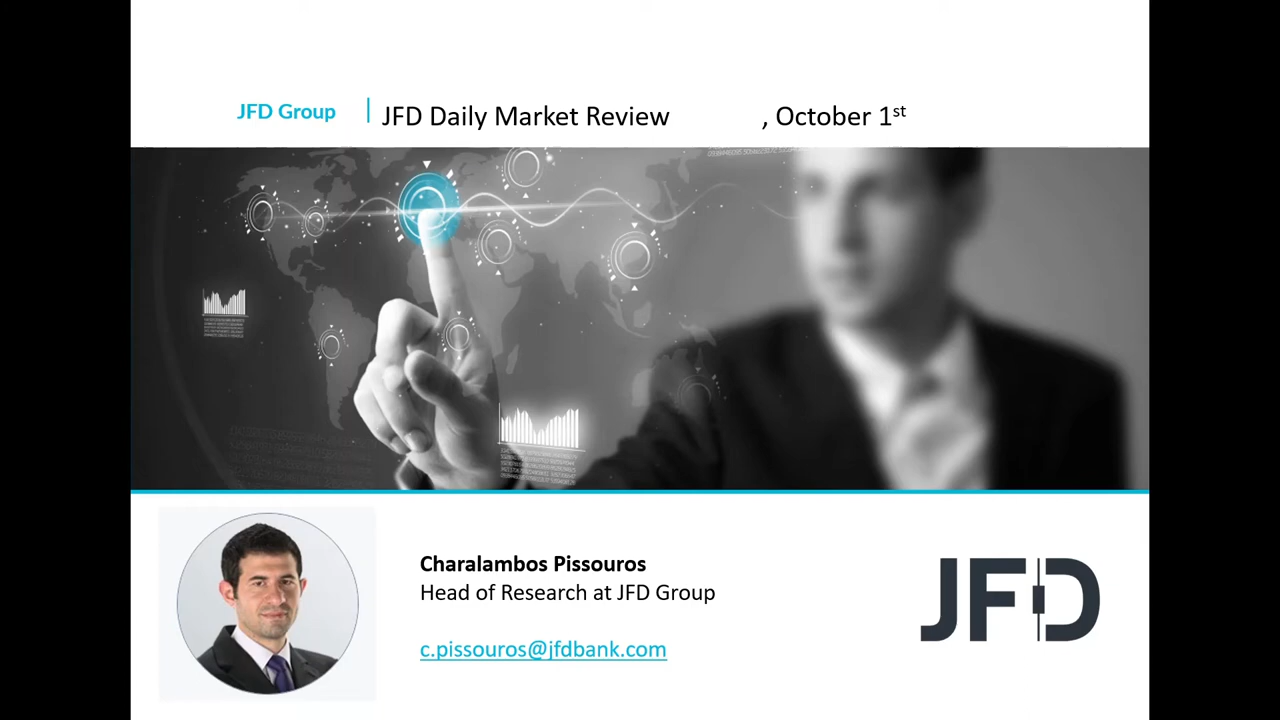 JFD Group
JFD Daily Market Review , October 1st
Charalambos Pissouros
Head of Research at JFD Group
c.pissouros@jfdbank.com
JFD